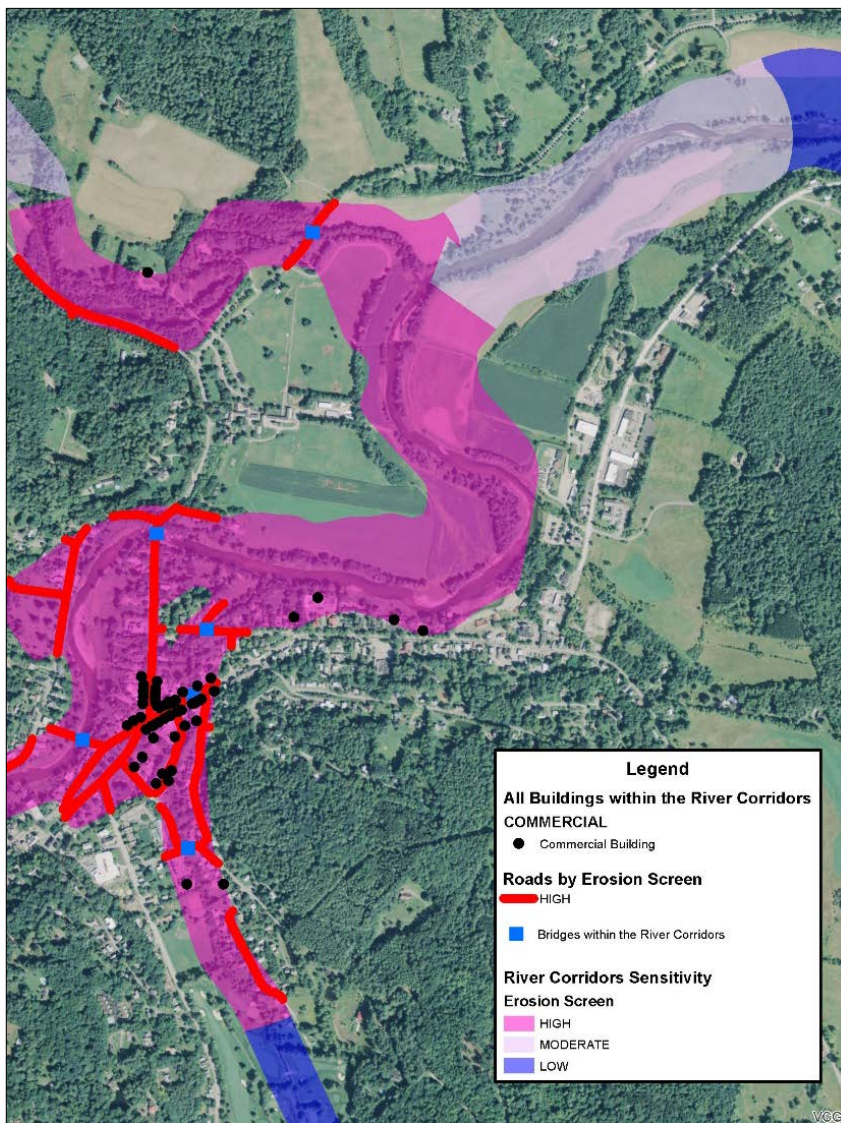 Legend
All Buildings within the River Corridors
COMMERCIAL
Commercial Building
Roads by Erosion Screen
HIGH
Bridges within the River Corridors
River Corridors Sensitivity
Erosion Screen
HIGH
MODERATE
LOW
VCG